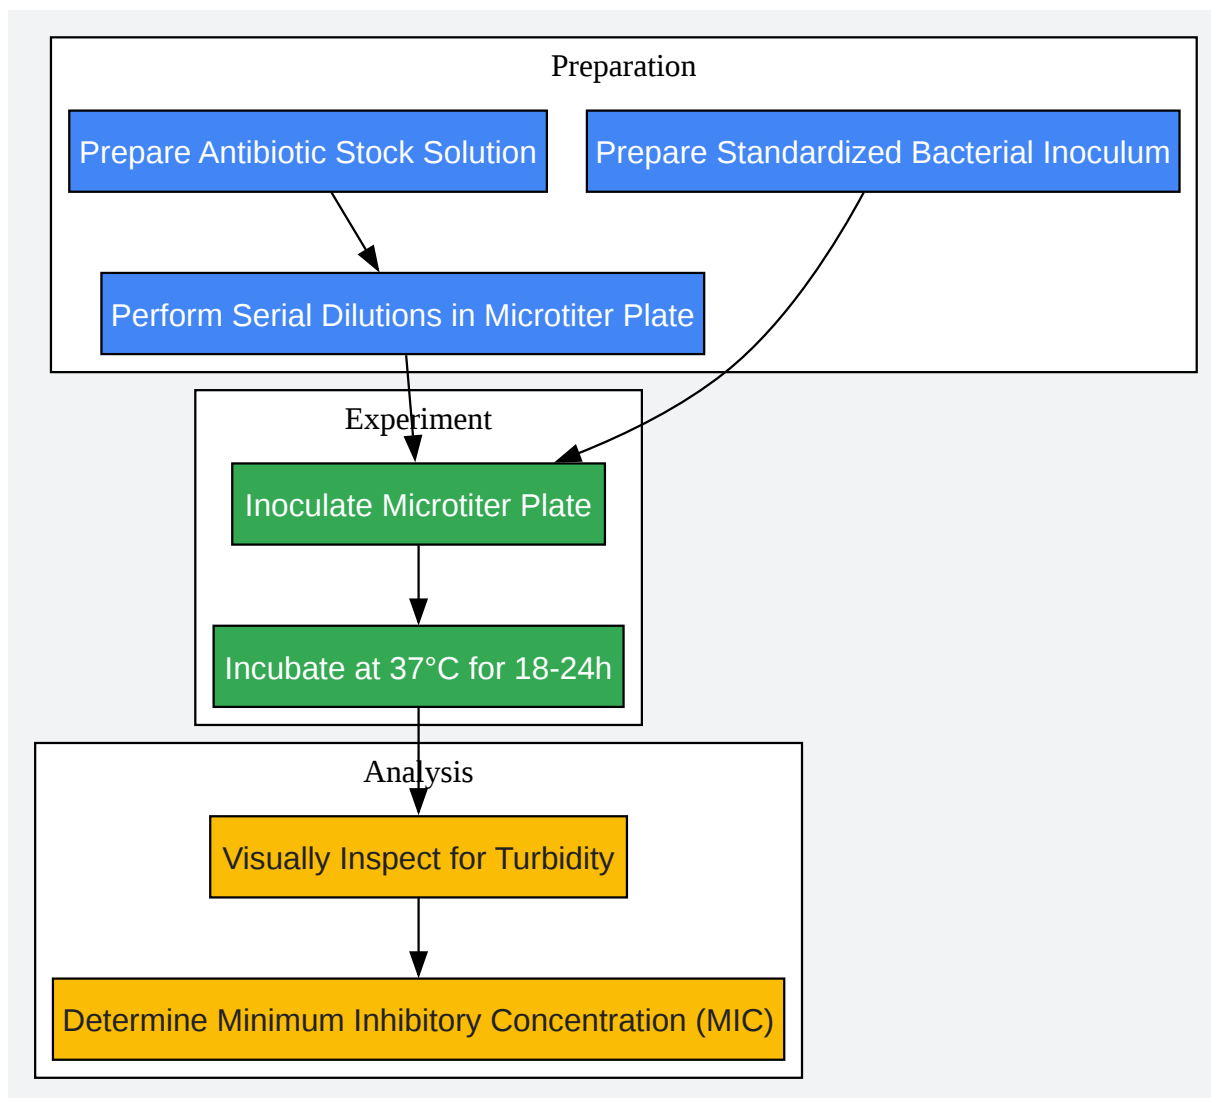 Preparation
Prepare Antibiotic Stock Solution
Prepare Standardized Bacterial Inoculum
Perform Serial Dilutions in Microtiter Plate
Experiment
Inoculate Microtiter Plate
Incubate at 37°C for 18-24h
Analysis
Visually Inspect for Turbidity
Determine Minimum Inhibitory Concentration (MIC)